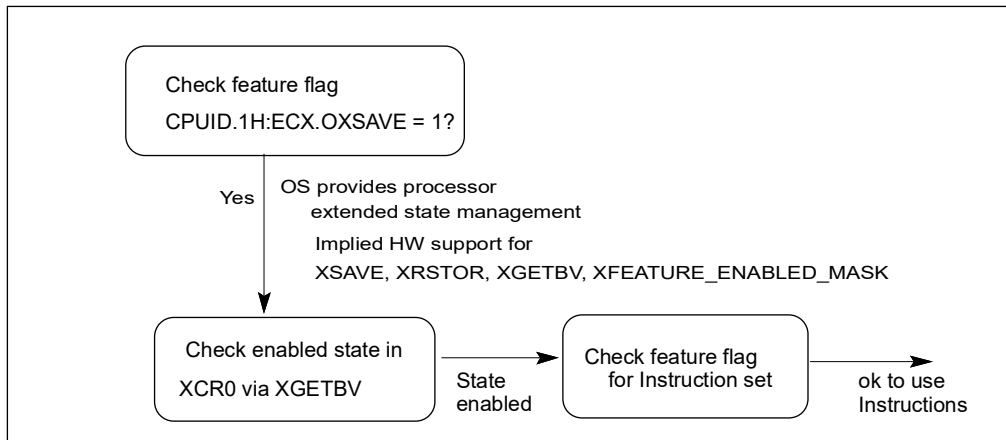 Check feature flag
CPUID.1H:ECX.OXSAVE = 1?
Yes
OS provides processor
extended state management
Implied HW support for
XSAVE, XRSTOR, XGETBV, XFEATURE_ENABLED_MASK
Check enabled state in
XCR0 via XGETBV
State
enabled
Check feature flag
for Instruction set
ok to use
Instructions